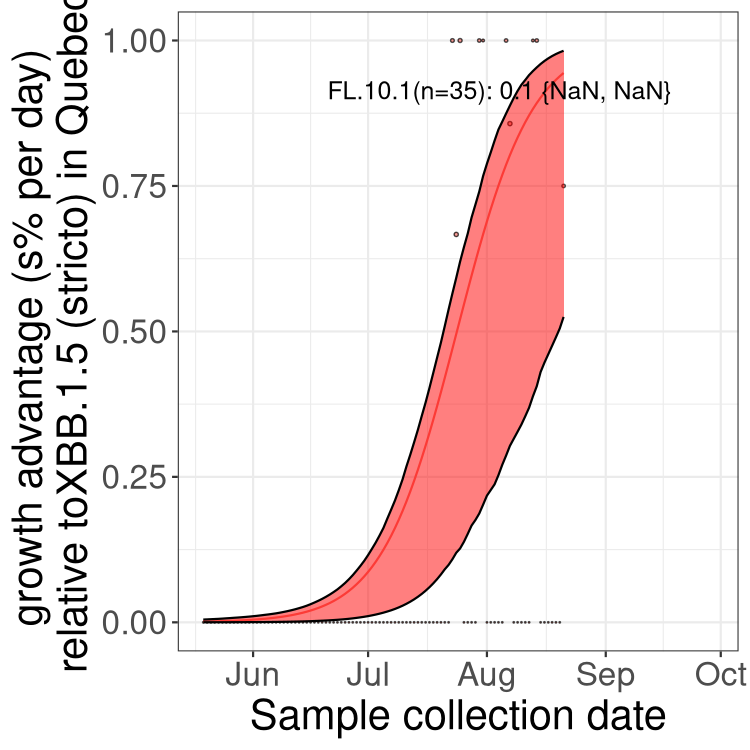 growth advantage (s% per day)
relative toXBB.1.5 (stricto) in Quebec
1.00
0.75
0.50
0.25
0.00
FL.10.1(n=35): 0.1 {NaN, NaN}
Jun Jul Aug Sep Oct
Sample collection date